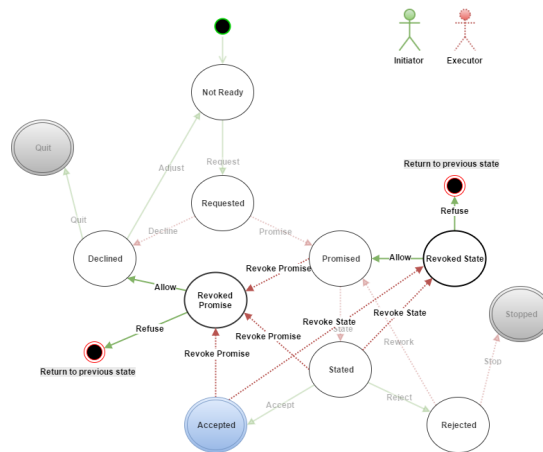 Initiator
Executor
Not Ready
Quit
Adjust
Request
Return to previous state
Requested
Refuse
Quit
Decline
Promise
Declined
Promised
Allow
Revoked State
Revoke Promise
Allow
Revoked
Promise
Revoke State
Revoke State
State
Stopped
Refuse
Revoke Promise
Rework
Revoke Promise
Stop
Return to previous state
Stated
Accept
Reject
Accepted
Rejected